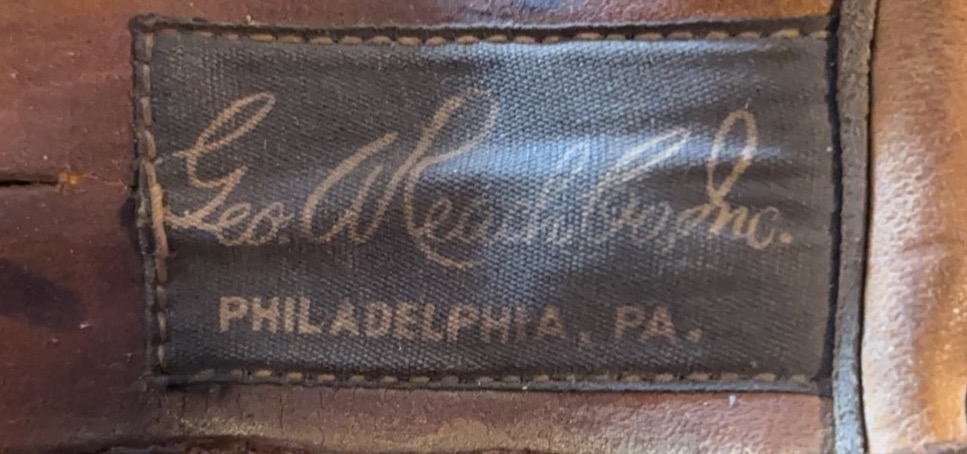 Geo. A Reach Co., Inc.
PHILADELPHIA, PA.